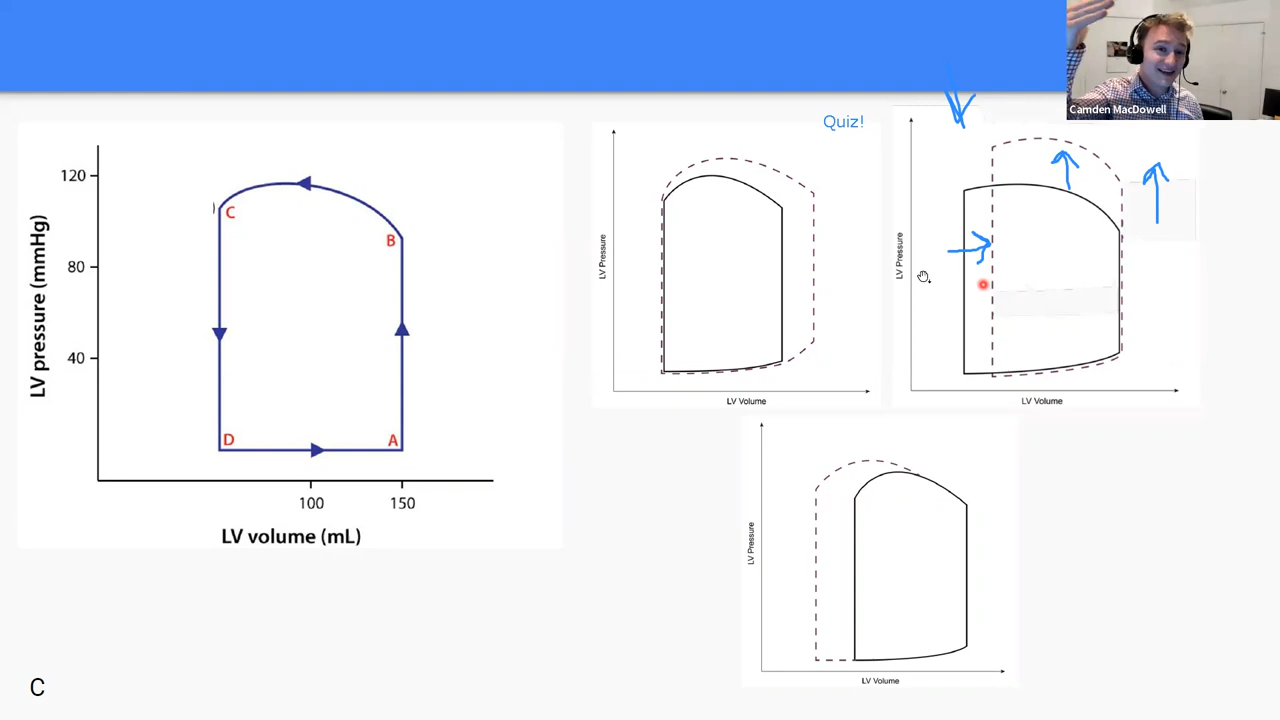 Camden MacDowell
Quiz!
120
80
40
LV pressure (mmHg)
C
B
D
A
100
150
LV volume (mL)
LV Pressure
LV Volume
LV Pressure
LV Volume
LV Pressure
LV Volume
C